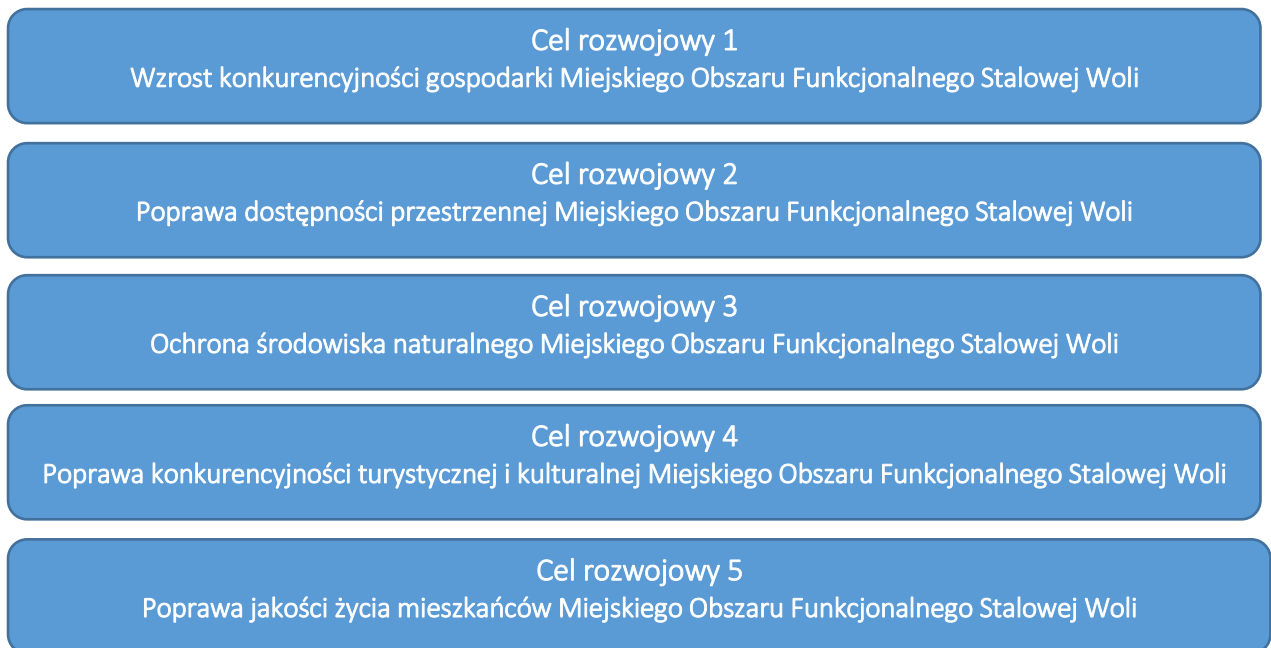 Cel rozwojowy 1
Wzrost konkurencyjności gospodarki Miejskiego Obszaru Funkcjonalnego Stalowej Woli
Cel rozwojowy 2
Poprawa dostępności przestrzennej Miejskiego Obszaru Funkcjonalnego Stalowej Woli
Cel rozwojowy 3
Ochrona środowiska naturalnego Miejskiego Obszaru Funkcjonalnego Stalowej Woli
Cel rozwojowy 4
Poprawa konkurencyjności turystycznej i kulturalnej Miejskiego Obszaru Funkcjonalnego Stalowej Woli
Cel rozwojowy 5
Poprawa jakości życia mieszkańców Miejskiego Obszaru Funkcjonalnego Stalowej Woli